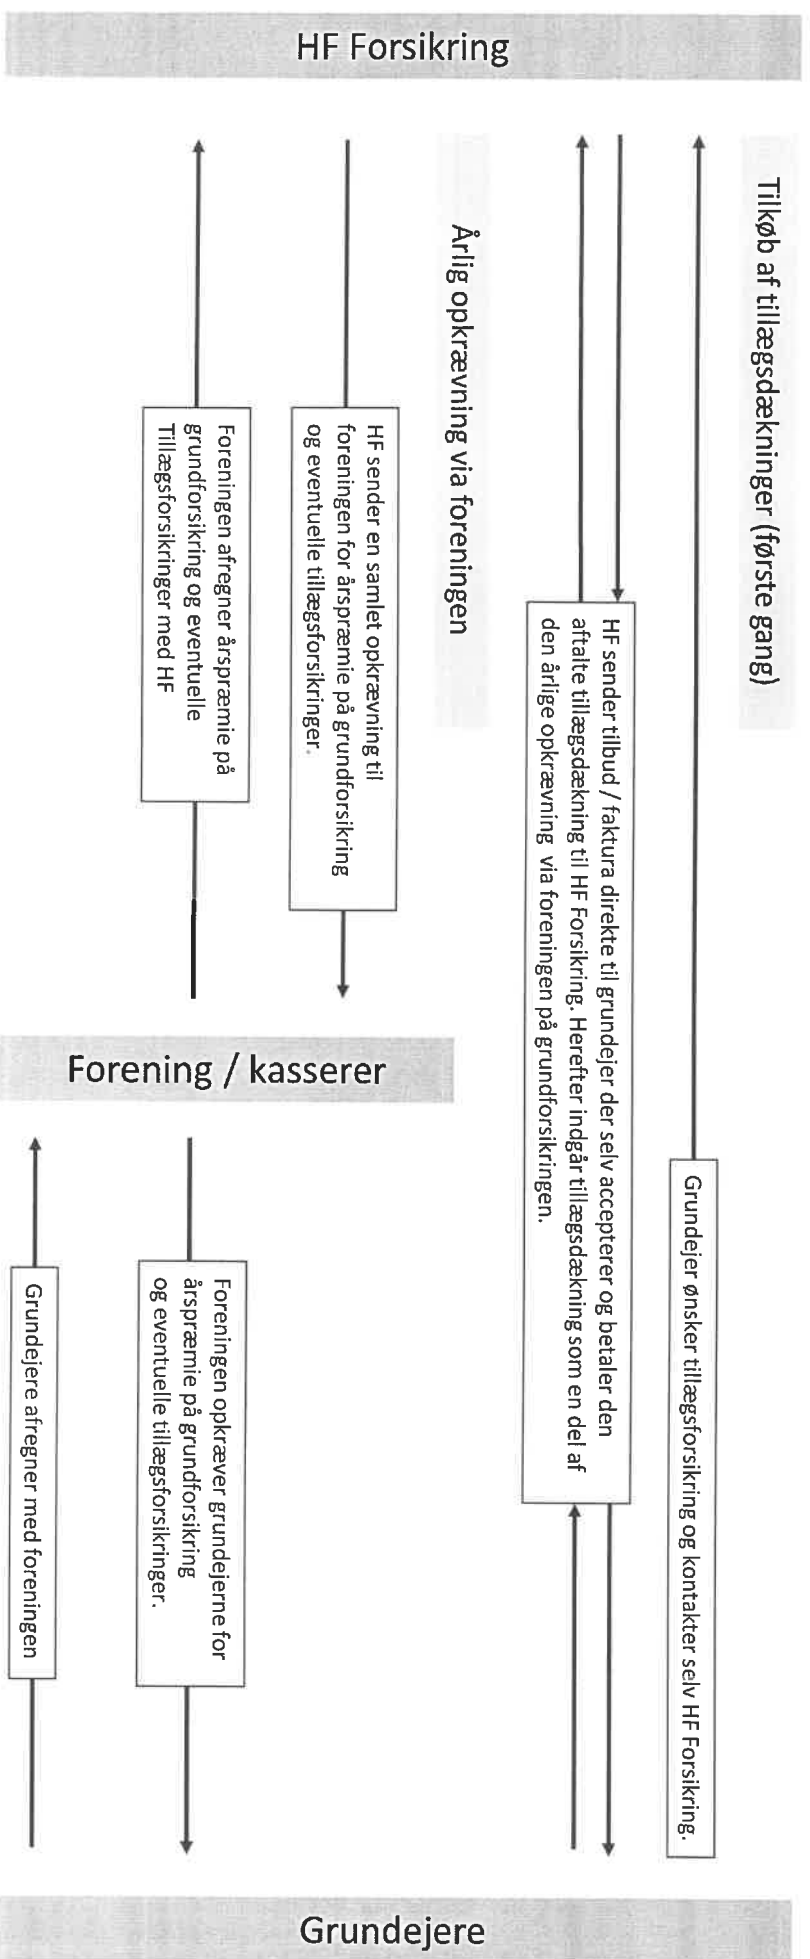 HF Forsikring
Tilkøb af tillægsdækninger (første gang)
Grundejer ønsker tillægsforsikring og kontakter selv HF Forsikring.
HF sender tilbud / faktura direkte til grundejer der selv accepterer og betaler den
aftalte tillægsdækning til HF Forsikring. Herefter indgår tillægsdækning som en del af
den årlige opkrævning via foreningen på grundforsikringen.
Årlig opkrævning via foreningen
HF sender en samlet opkrævning til
foreningen for årspræmie på grundforsikring
og eventuelle tillægsforsikringer.
Foreningen afregner årspræmie på
grundforsikring og eventuelle
Tillægsforsikringer med HF
Forening / kasserer
Foreningen opkræver grundejerne for
årspræmie på grundforsikring
og eventuelle tillægsforsikringer.
Grundejere afregner med foreningen
Grundejere